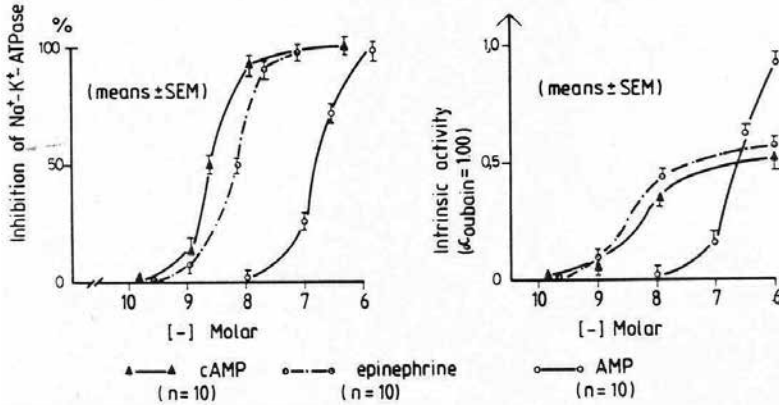 %
Inhibition of Na⁺-K⁺-ATPase
100
50
0
(means±SEM)
10 9 8 7 6
[-] Molar
Intrinsic activity
(αoubain=100)
1,0
0,5
0
(means±SEM)
10 9 8 7 -6
[-] Molar
cAMP epinephrine AMP
(n=10) (n=10) (n=10)